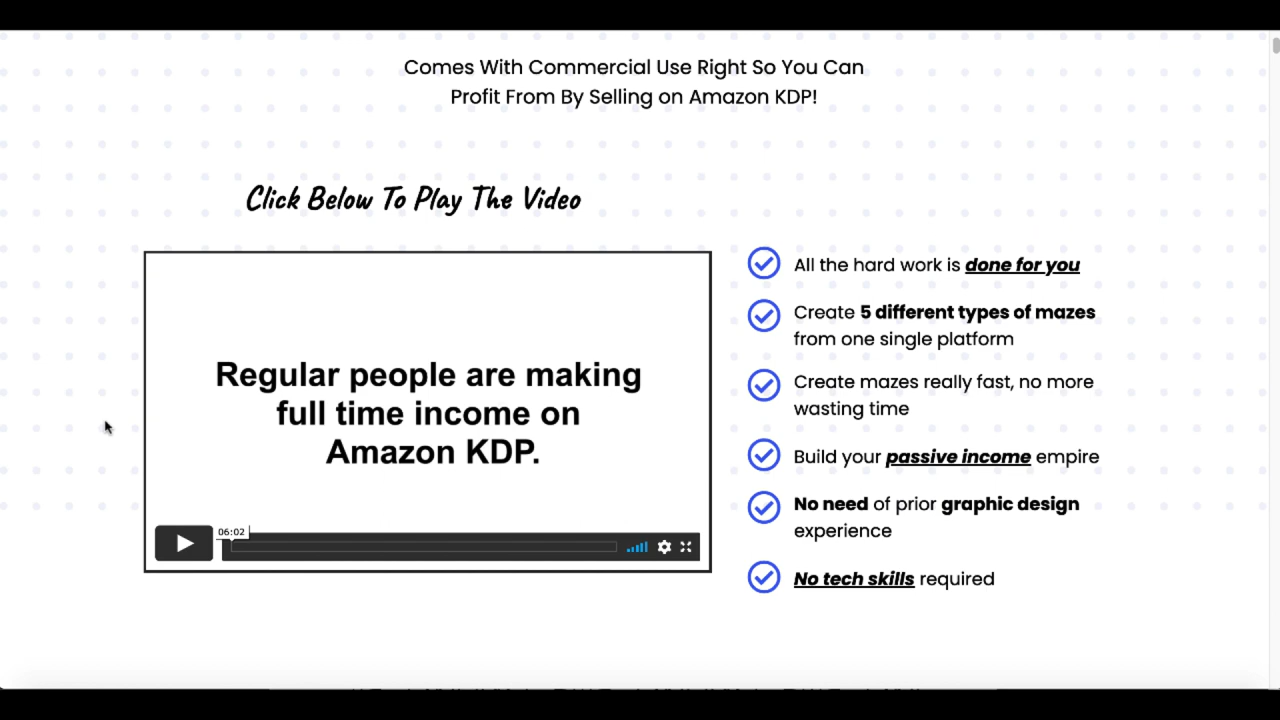 Comes With Commercial Use Right So You Can
Profit From By Selling on Amazon KDP!
Click Below To Play The Video
Regular people are making
full time income on
Amazon KDP.
06:02
All the hard work is done for you
Create 5 different types of mazes
from one single platform
Create mazes really fast, no more
wasting time
Build your passive income empire
No need of prior graphic design
experience
No tech skills required